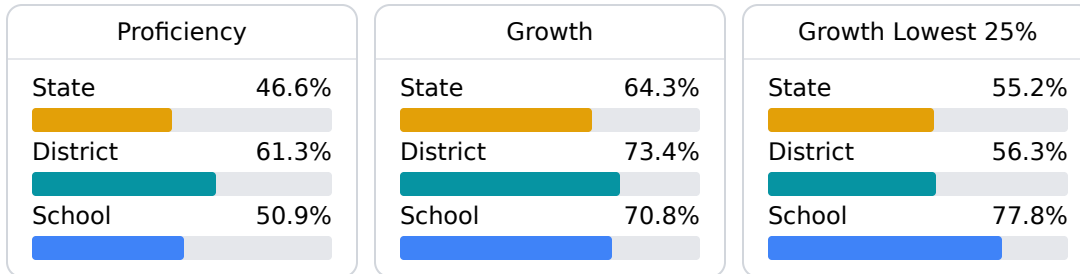 Proficiency
State 46.6%
District 61.3%
School 50.9%
Growth
State 64.3%
District 73.4%
School 70.8%
Growth Lowest 25%
State 55.2%
District 56.3%
School 77.8%